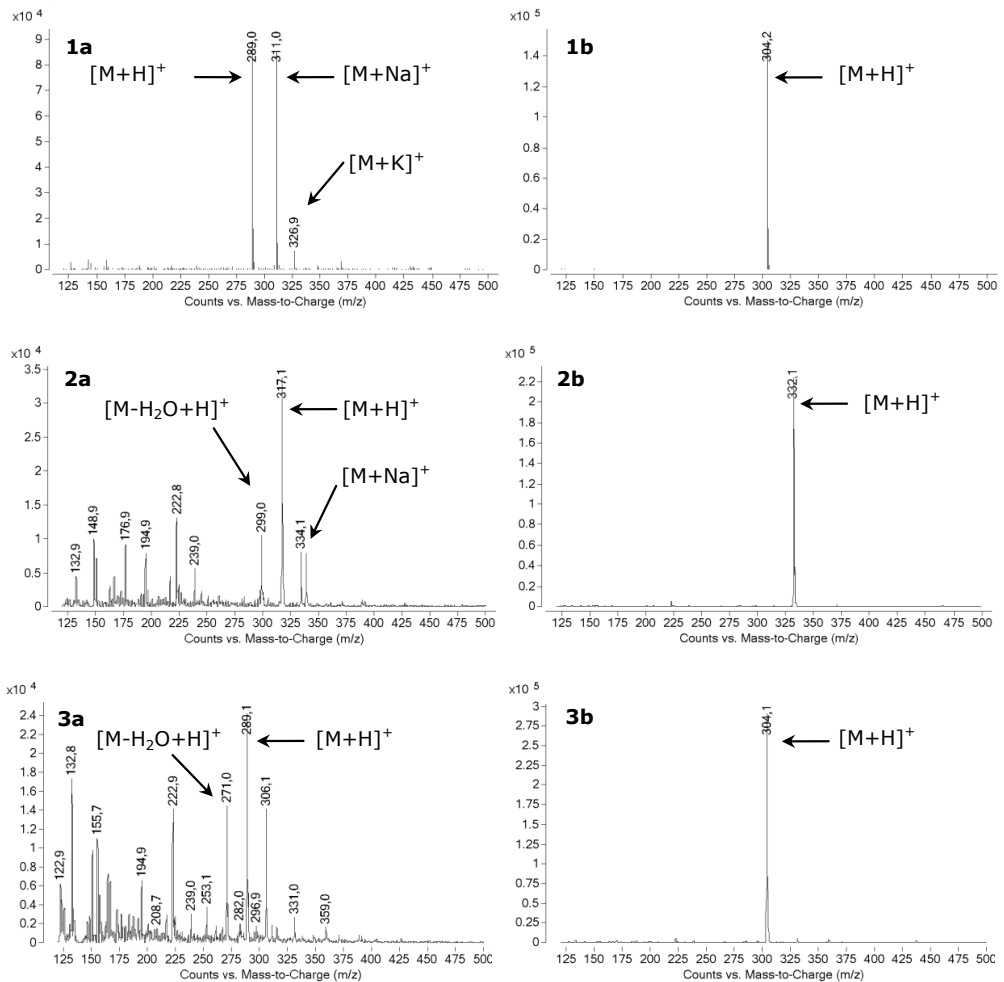 x10 4
1a
9
8
7
6
5
4
3
2
1
0
289,0
311,0
326,9
[M+H]+
[M+Na]+
[M+K]+
125 150 175 200 225 250 275 300 325 350 375 400 425 450 475 500
Counts vs. Mass-to-Charge (m/z)
x10 5
1b
1.4
1.2
1
0.8
0.6
0.4
0.2
0
304,2
[M+H]+
125 150 175 200 225 250 275 300 325 350 375 400 425 450 475 500
Counts vs. Mass-to-Charge (m/z)
x10 4
2a
3.5
3
2.5
2
1.5
1
0.5
0
132,9
148,9
176,9
194,9
222,8
239,0
299,0
317,1
334,1
[M-H₂O+H]+
[M+H]+
[M+Na]+
125 150 175 200 225 250 275 300 325 350 375 400 425 450 475 500
Counts vs. Mass-to-Charge (m/z)
x10 5
2b
2.2
2
1.8
1.6
1.4
1.2
1
0.8
0.6
0.4
0.2
0
332,1
[M+H]+
125 150 175 200 225 250 275 300 325 350 375 400 425 450 475 500
Counts vs. Mass-to-Charge (m/z)
x10 4
3a
2.4
2.2
2
1.8
1.6
1.4
1.2
1
0.8
0.6
0.4
0.2
0
122,9
132,8
155,7
194,9
208,7
222,9
239,0
253,1
271,0
282,0
289,1
296,9
306,1
331,0
359,0
[M-H₂O+H]+
[M+H]+
125 150 175 200 225 250 275 300 325 350 375 400 425 450 475 500
Counts vs. Mass-to-Charge (m/z)
x10 5
3b
3
2.75
2.5
2.25
2
1.75
1.5
1.25
1
0.75
0.5
0.25
0
304,1
[M+H]+
125 150 175 200 225 250 275 300 325 350 375 400 425 450 475 500
Counts vs. Mass-to-Charge (m/z)